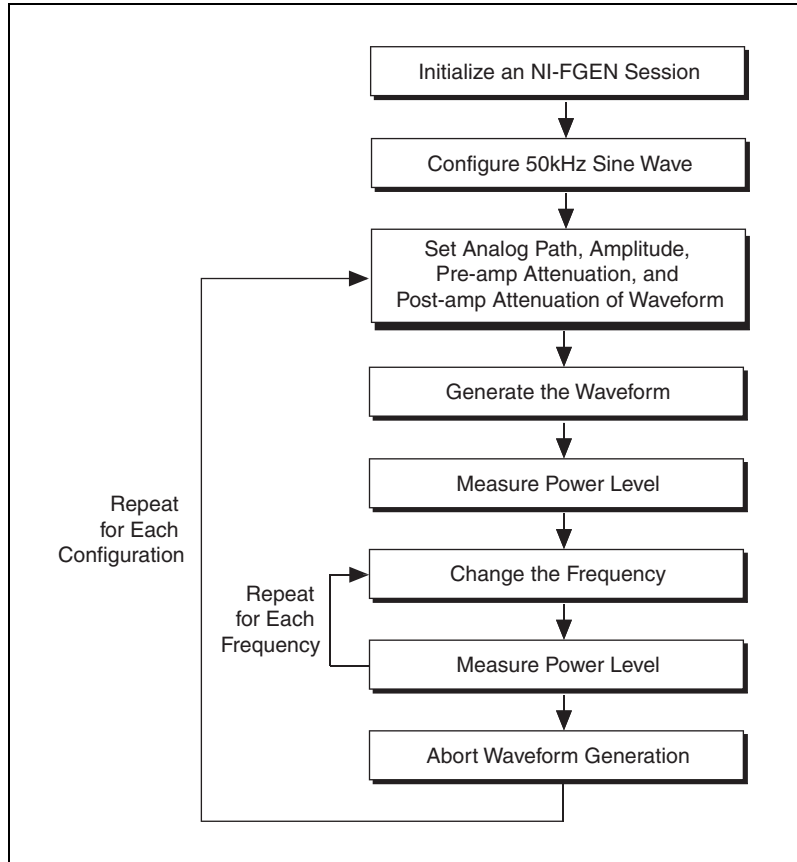 Initialize an NI-FGEN Session
Configure 50kHz Sine Wave
Set Analog Path, Amplitude,
Pre-amp Attenuation, and
Post-amp Attenuation of Waveform
Generate the Waveform
Measure Power Level
Repeat
for Each
Configuration
Change the Frequency
Repeat
for Each
Frequency
Measure Power Level
Abort Waveform Generation